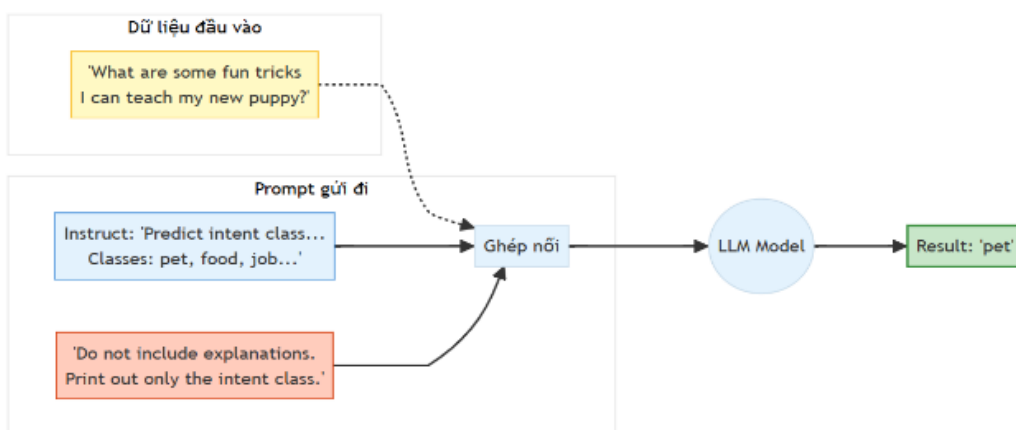 Dữ liệu đầu vào
'What are some fun tricks
I can teach my new puppy?'
Prompt gửi đi
Instruct: 'Predict intent class...
Classes: pet, food, job...'
Ghép nối
LLM Model
Result: 'pet'
'Do not include explanations.
Print out only the intent class.'